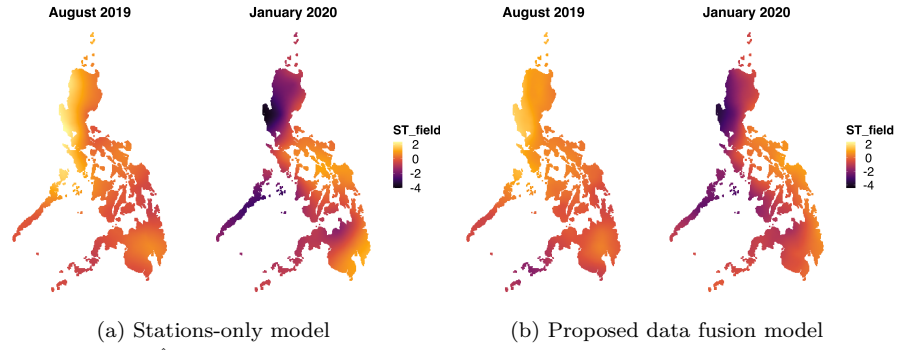 August 2019
January 2020
ST_field
2
0
-2
-4
(a) Stations-only model
August 2019
January 2020
ST_field
2
0
-2
-4
(b) Proposed data fusion model